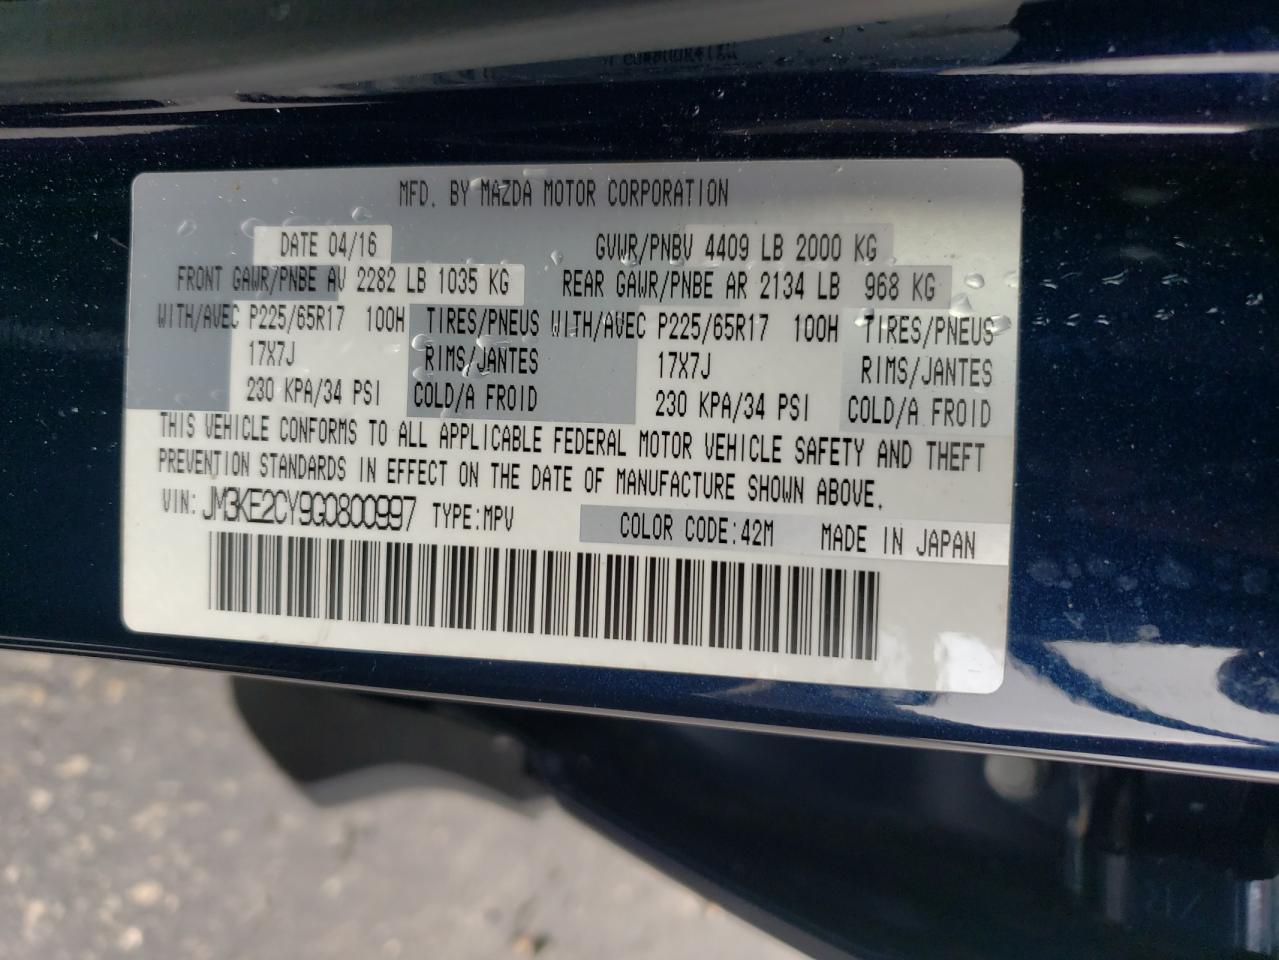 MFD. BY MAZDA MOTOR CORPORATION
DATE 04/16 GVWR/PNBV 4409 LB 2000 KG
FRONT GAWR/PNBE AV 2282 LB 1035 KG REAR GAWR/PNBE AR 2134 LB 968 KG
WITH/AVEC P225/65R17 100H TIRES/PNEUS WITH/AVEC P225/65R17 100H TIRES/PNEUS
17X7J RIMS/JANTES 17X7J RIMS/JANTES
230 KPA/34 PSI COLD/A FROID 230 KPA/34 PSI COLD/A FROID
THIS VEHICLE CONFORMS TO ALL APPLICABLE FEDERAL MOTOR VEHICLE SAFETY AND THEFT
PREVENTION STANDARDS IN EFFECT ON THE DATE OF MANUFACTURE SHOWN ABOVE.
VIN: JM3KE2CY9G0800997 TYPE:MPV COLOR CODE:42M MADE IN JAPAN